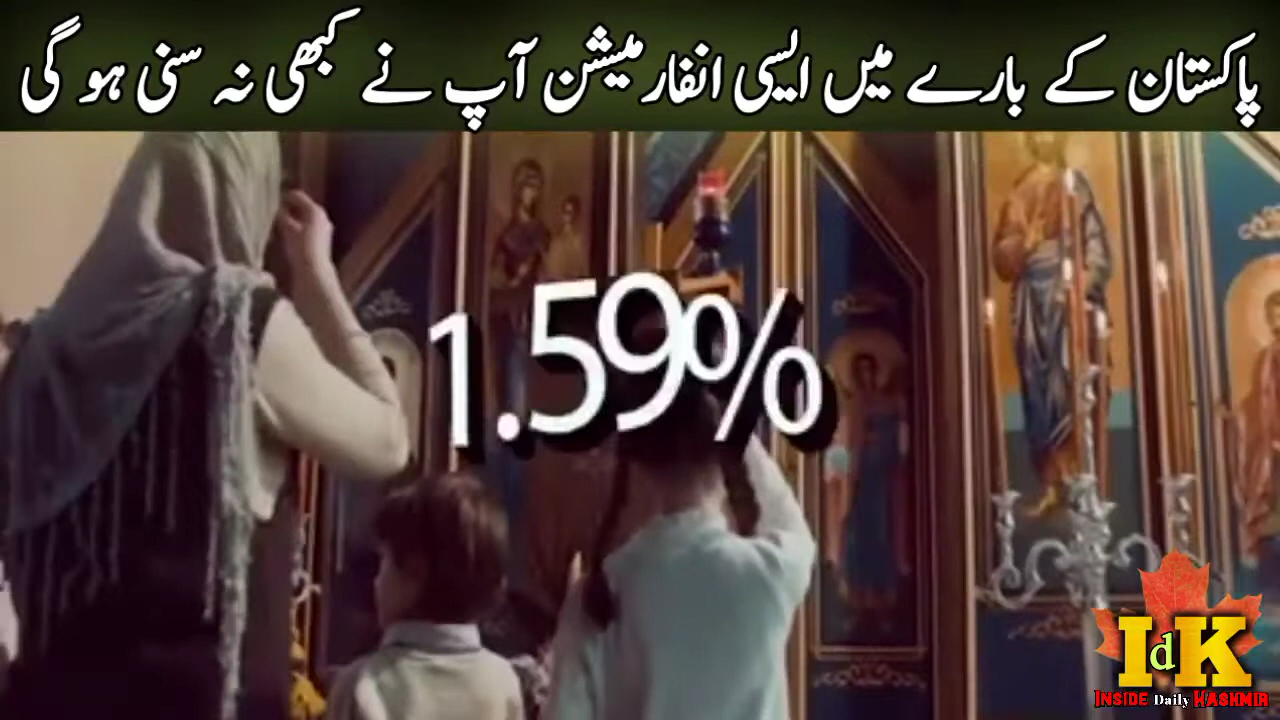 پاکستان کے بارے میں ایسی انفارمیشن آپ نے کبھی نہ سنی ہو گی
1.59%
IdK
INSIDE Daily KASHMIR